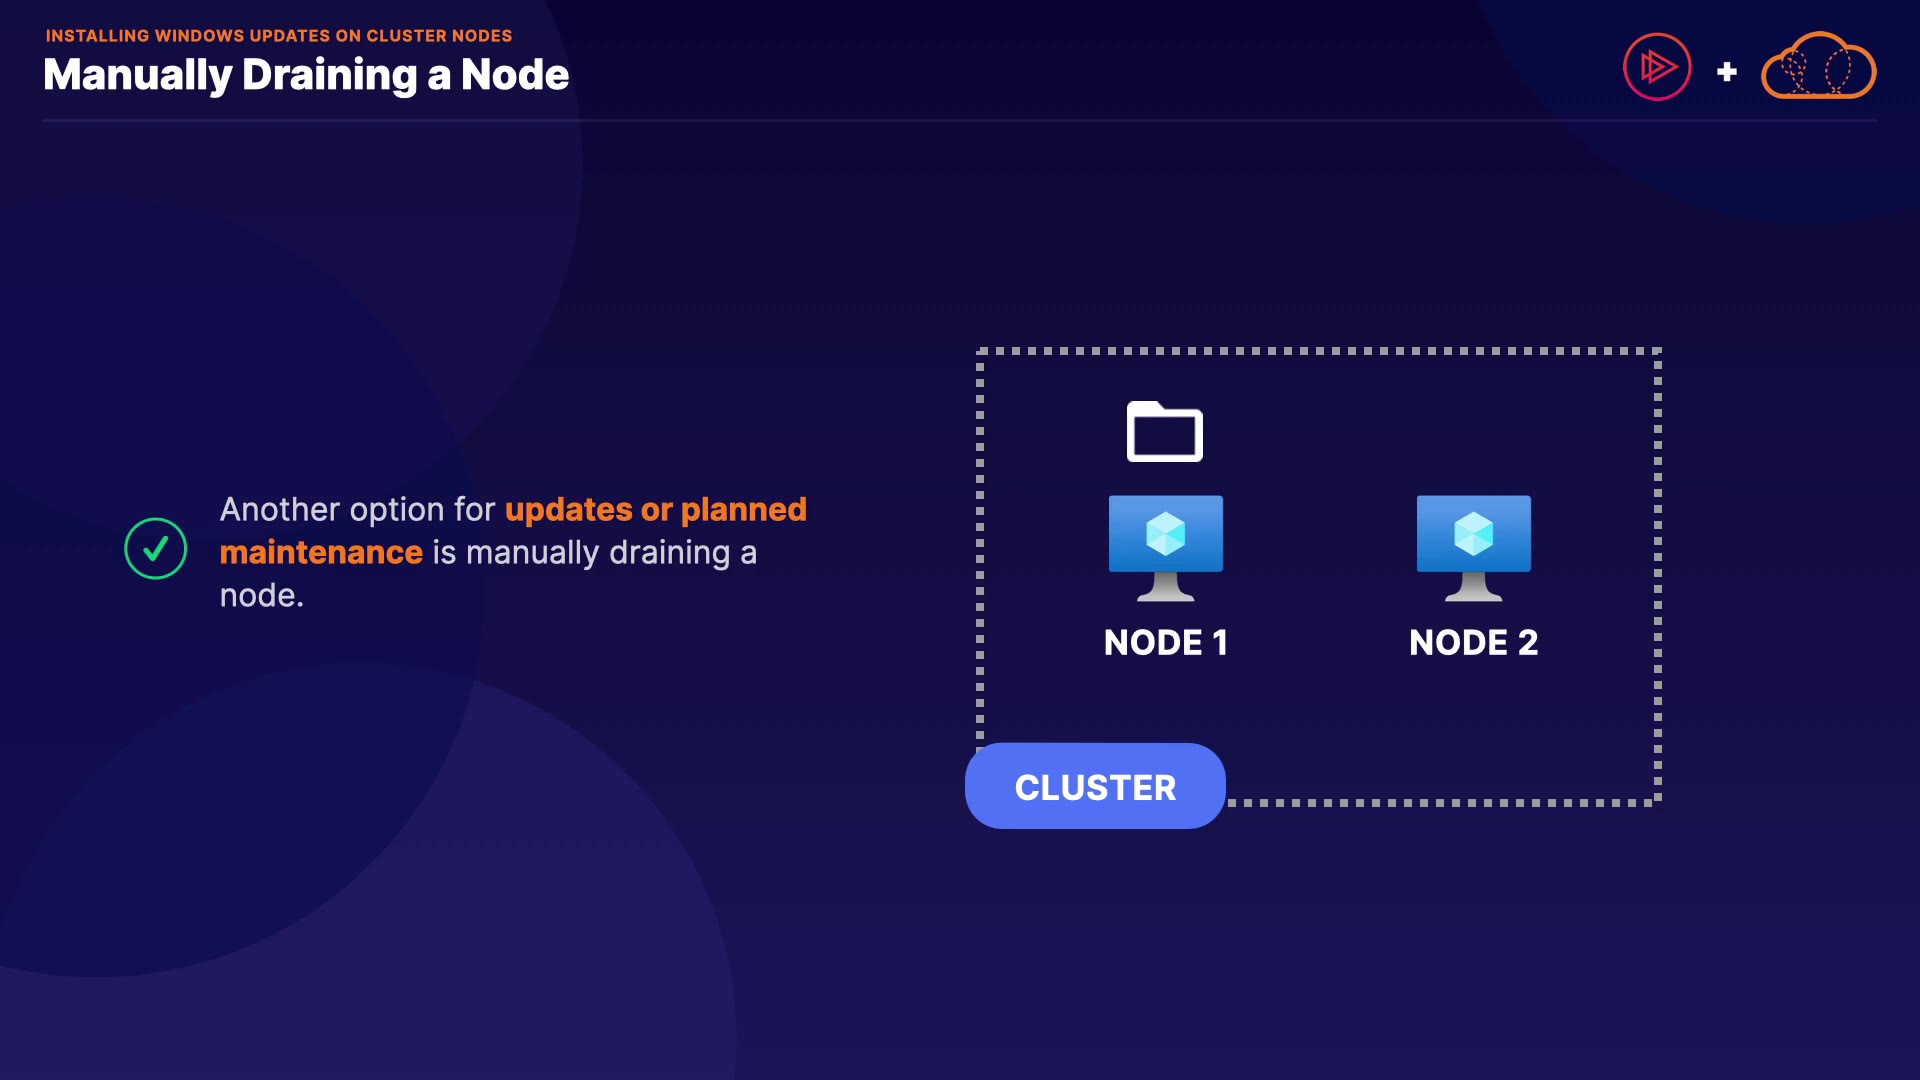 INSTALLING WINDOWS UPDATES ON CLUSTER NODES
Manually Draining a Node
Another option for updates or planned
maintenance is manually draining a
node.
NODE 1
NODE 2
CLUSTER